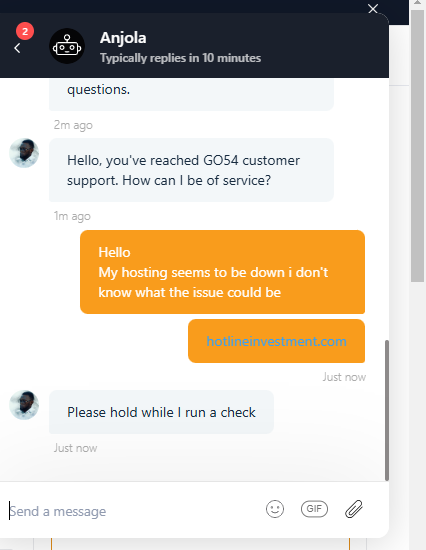 2
Anjola
Typically replies in 10 minutes
questions.
2m ago
Hello, you've reached GO54 customer
support. How can I be of service?
1m ago
Hello
My hosting seems to be down i don't
know what the issue could be
hotlineinvestment.com
Just now
Please hold while I run a check
Just now
Send a message
GIF